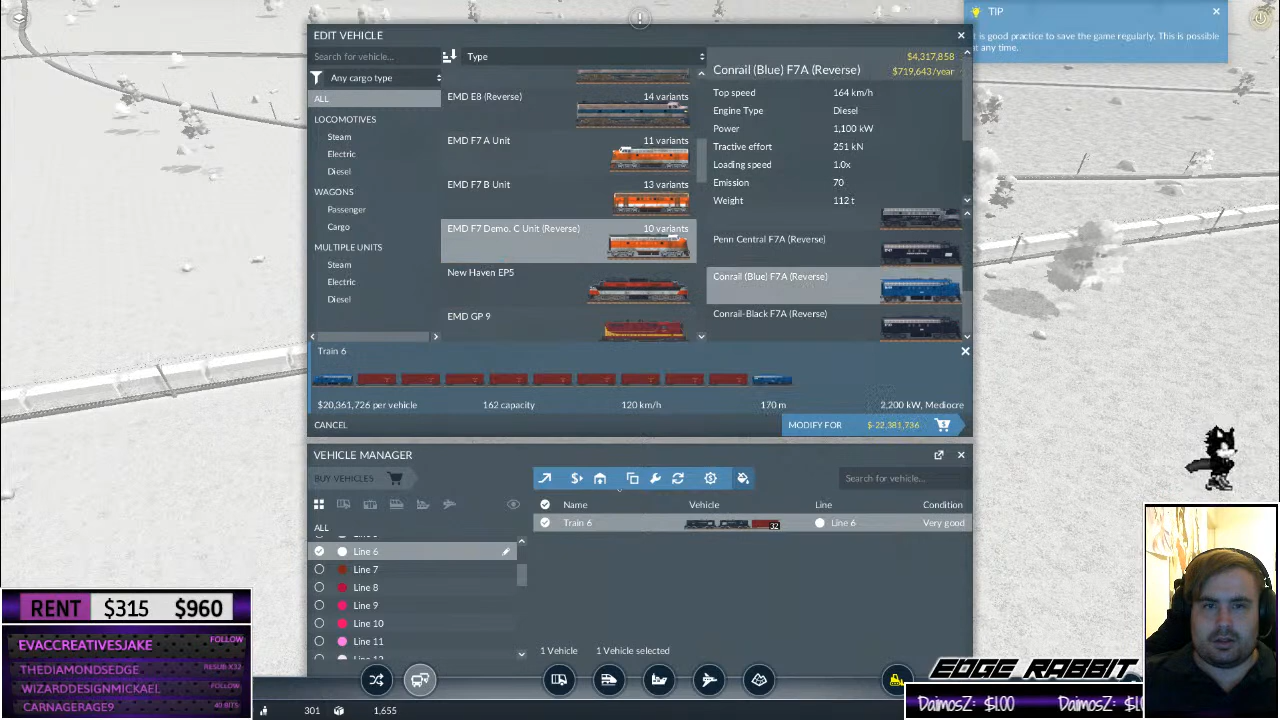 EDIT VEHICLE
Search for vehicle...
Type
Any cargo type
ALL
LOCOMOTIVES
Steam
Electric
Diesel
WAGONS
Passenger
Cargo
MULTIPLE UNITS
Steam
Electric
Diesel
EMD E8 (Reverse)
14 variants
EMD F7 A Unit
11 variants
EMD F7 B Unit
13 variants
EMD F7 Demo. C Unit (Reverse)
10 variants
New Haven EP5
EMD GP 9
$4,317,858
Conrail (Blue) F7A (Reverse)
$719,643/year
Top speed 164 km/h
Engine Type Diesel
Power 1,100 kW
Tractive effort 251 kN
Loading speed 1.0x
Emission 70
Weight 112 t
Penn Central F7A (Reverse)
Conrail (Blue) F7A (Reverse)
Conrail-Black F7A (Reverse)
TIP
is good practice to save the game regularly. This is possible
at any time.
Train 6
$20,361,726 per vehicle
162 capacity
120 km/h
170 m
2,200 kW, Mediocre
CANCEL
MODIFY FOR
$-22,381,736
VEHICLE MANAGER
BUY VEHICLES
Search for vehicle...
ALL
Name
Vehicle
Line
Condition
Train 6
32
Line 6
Very good
Line 6
Line 7
Line 8
Line 9
Line 10
Line 11
1 Vehicle
1 Vehicle selected
301
1,655
RENT $315 $960
EVACCREATIVESJAKE FOLLOW
THEDIAMONDSEDGE RESUB X32
WIZARDDESIGNMICKAEL FOLLOW
CARNAGERAGE9 40 BITS
EDGE RABBIT
DaimosZ: $1.00
DaimosZ: $1.0